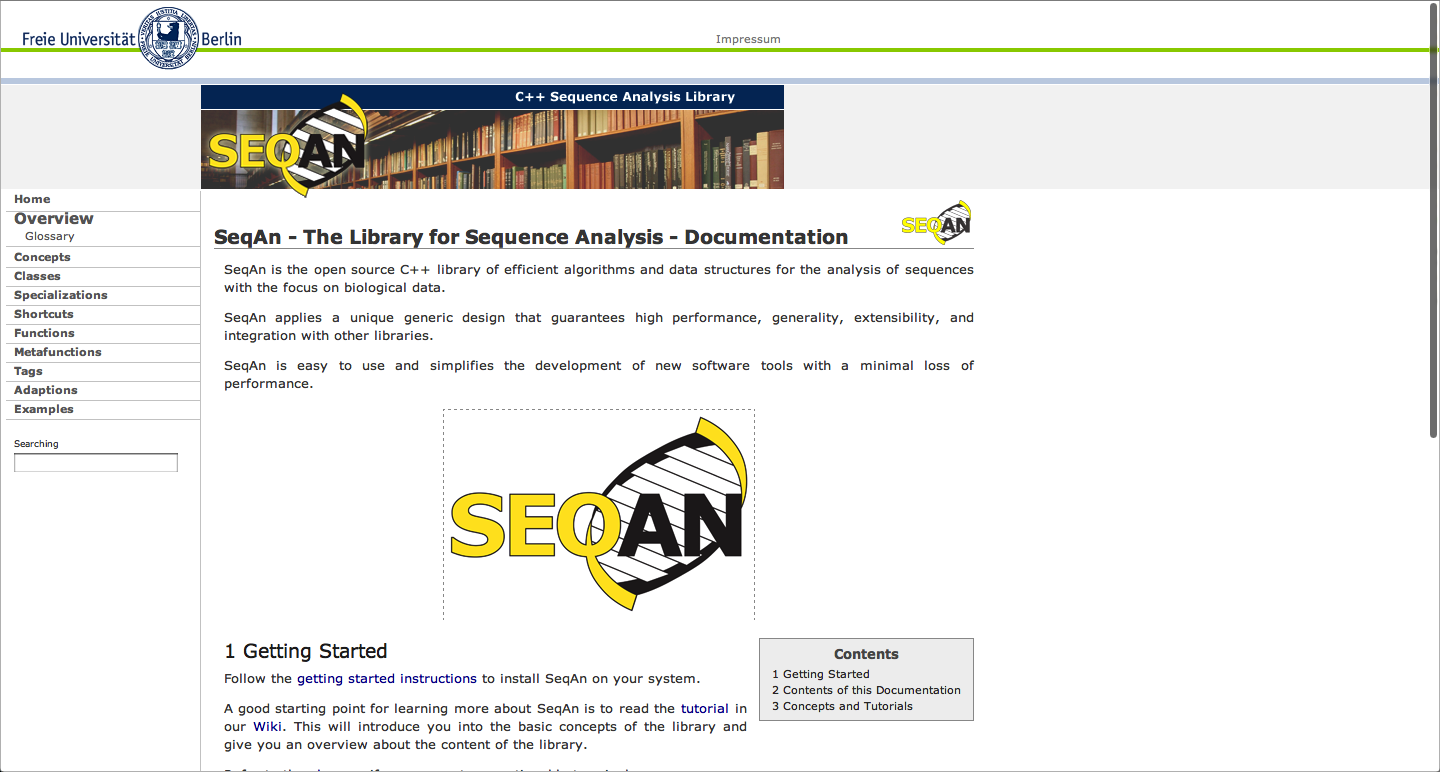 Freie Universität Berlin
Impressum
C++ Sequence Analysis Library
SEQAN
Home
Overview
Glossary
Concepts
Classes
Specializations
Shortcuts
Functions
Metafunctions
Tags
Adaptions
Examples
Searching
SEQAN
SeqAn - The Library for Sequence Analysis - Documentation
SeqAn is the open source C++ library of efficient algorithms and data structures for the analysis of sequences
with the focus on biological data.
SeqAn applies a unique generic design that guarantees high performance, generality, extensibility, and
integration with other libraries.
SeqAn is easy to use and simplifies the development of new software tools with a minimal loss of
performance.
SEQAN
1 Getting Started
Follow the getting started instructions to install SeqAn on your system.
A good starting point for learning more about SeqAn is to read the tutorial in
our Wiki. This will introduce you into the basic concepts of the library and
give you an overview about the content of the library.
Contents
1 Getting Started
2 Contents of this Documentation
3 Concepts and Tutorials